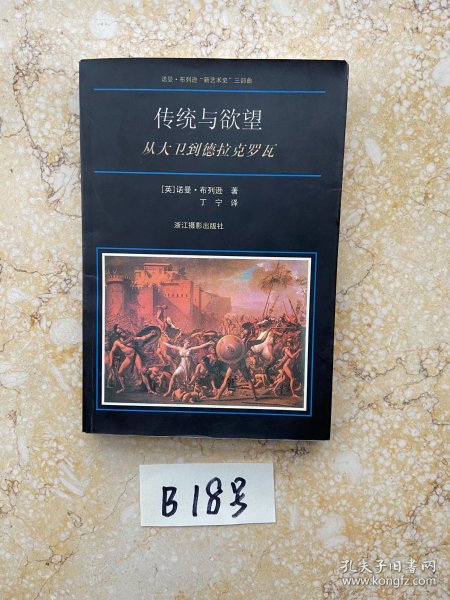 诺曼·布列逊“新艺术史”三部曲
传统与欲望
从大卫到德拉克罗瓦
[英]诺曼·布列逊 著
丁宁 译
浙江摄影出版社
B18号
孔夫子旧书网
www.kongfz.com